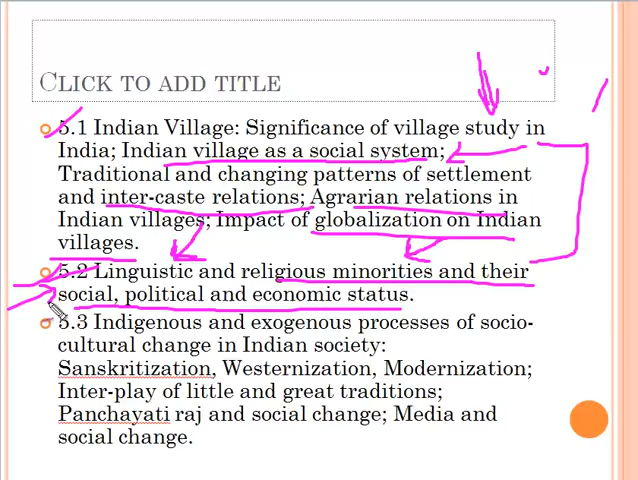 CLICK TO ADD TITLE
5.1 Indian Village: Significance of village study in
India; Indian village as a social system;
Traditional and changing patterns of settlement
and inter-caste relations; Agrarian relations in
Indian villages; Impact of globalization on Indian
villages.
5.2 Linguistic and religious minorities and their
social, political and economic status.
5.3 Indigenous and exogenous processes of socio-
cultural change in Indian society:
Sanskritization, Westernization, Modernization;
Inter-play of little and great traditions;
Panchayati raj and social change; Media and
social change.